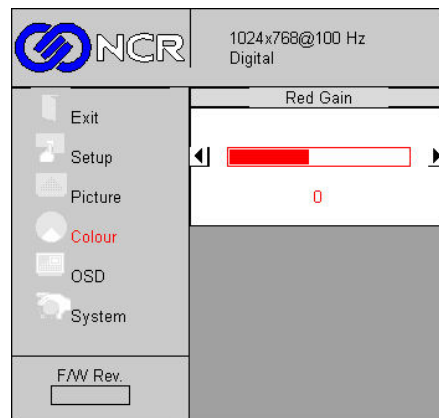 NCR
1024x768@100 Hz
Digital
Red Gain
Exit
Setup
Picture
0
Colour
OSD
System
F/W Rev.